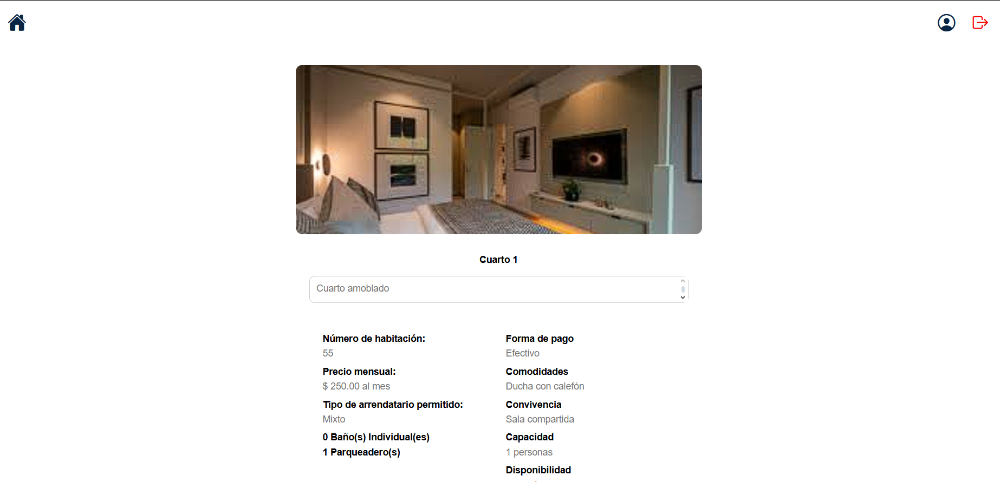 Cuarto 1
Cuarto amoblado
Número de habitación:
55
Precio mensual:
$ 250.00 al mes
Tipo de arrendatario permitido:
Mixto
0 Baño(s) Individual(es)
1 Parqueadero(s)
Forma de pago
Efectivo
Comodidades
Ducha con calefón
Convivencia
Sala compartida
Capacidad
1 personas
Disponibilidad